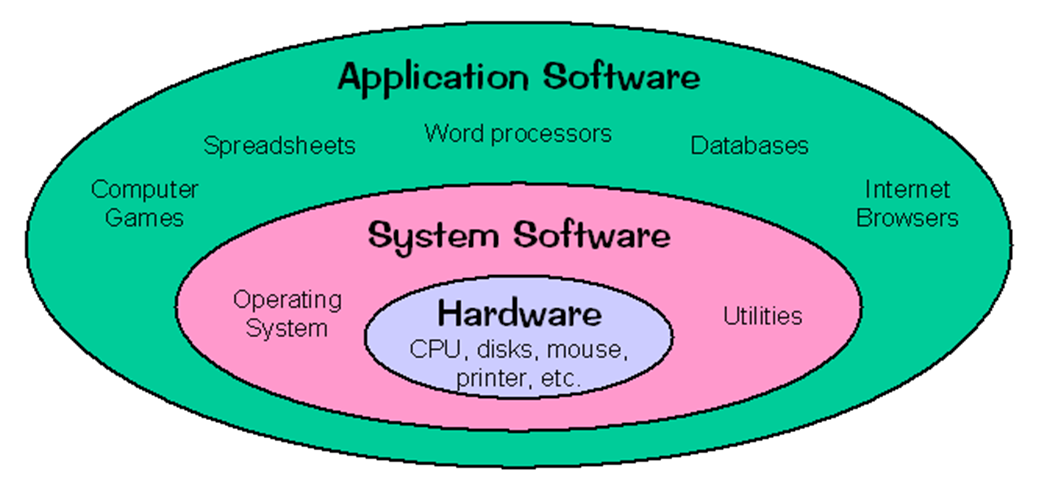 Application Software
Word processors
Spreadsheets
Databases
Computer
Games
Internet
Browsers
System Software
Operating
System
Utilities
Hardware
CPU, disks, mouse,
printer, etc.